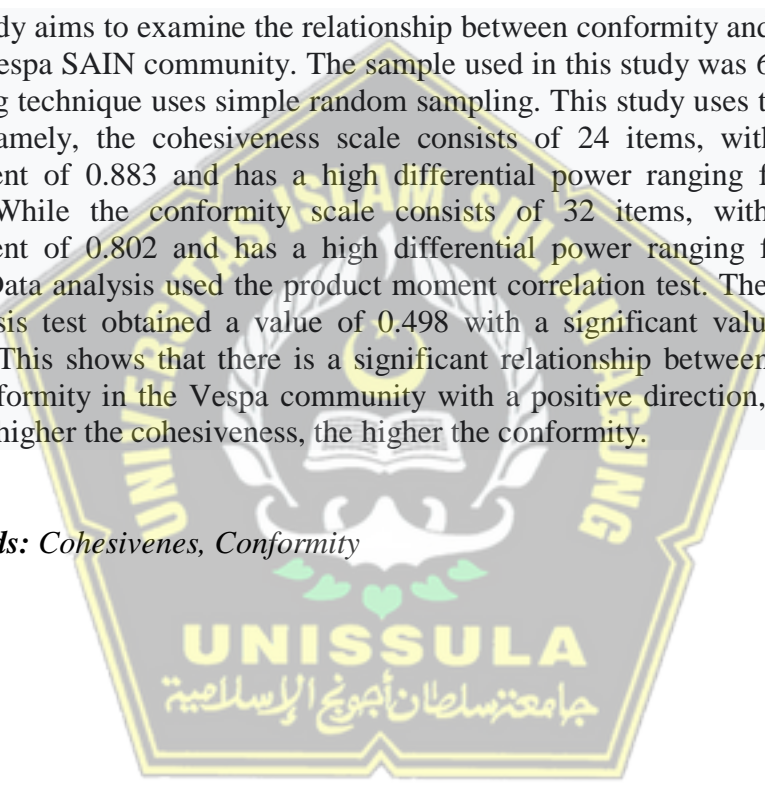 dy aims to examine the relationship between conformity and
espa SAIN community. The sample used in this study was 6
g technique uses simple random sampling. This study uses t
amely, the cohesiveness scale consists of 24 items, with
ent of 0.883 and has a high differential power ranging f
While the conformity scale consists of 32 items, with
ent of 0.802 and has a high differential power ranging f
Data analysis used the product moment correlation test. The
sis test obtained a value of 0.498 with a significant valu
This shows that there is a significant relationship between
formity in the Vespa community with a positive direction,
higher the cohesiveness, the higher the conformity.
ds: Cohesivenes, Conformity
UNIVERSITAS ISLAM SULTAN AGUNG
UNISSULA
جامعة سلطان أجونج الإسلامية